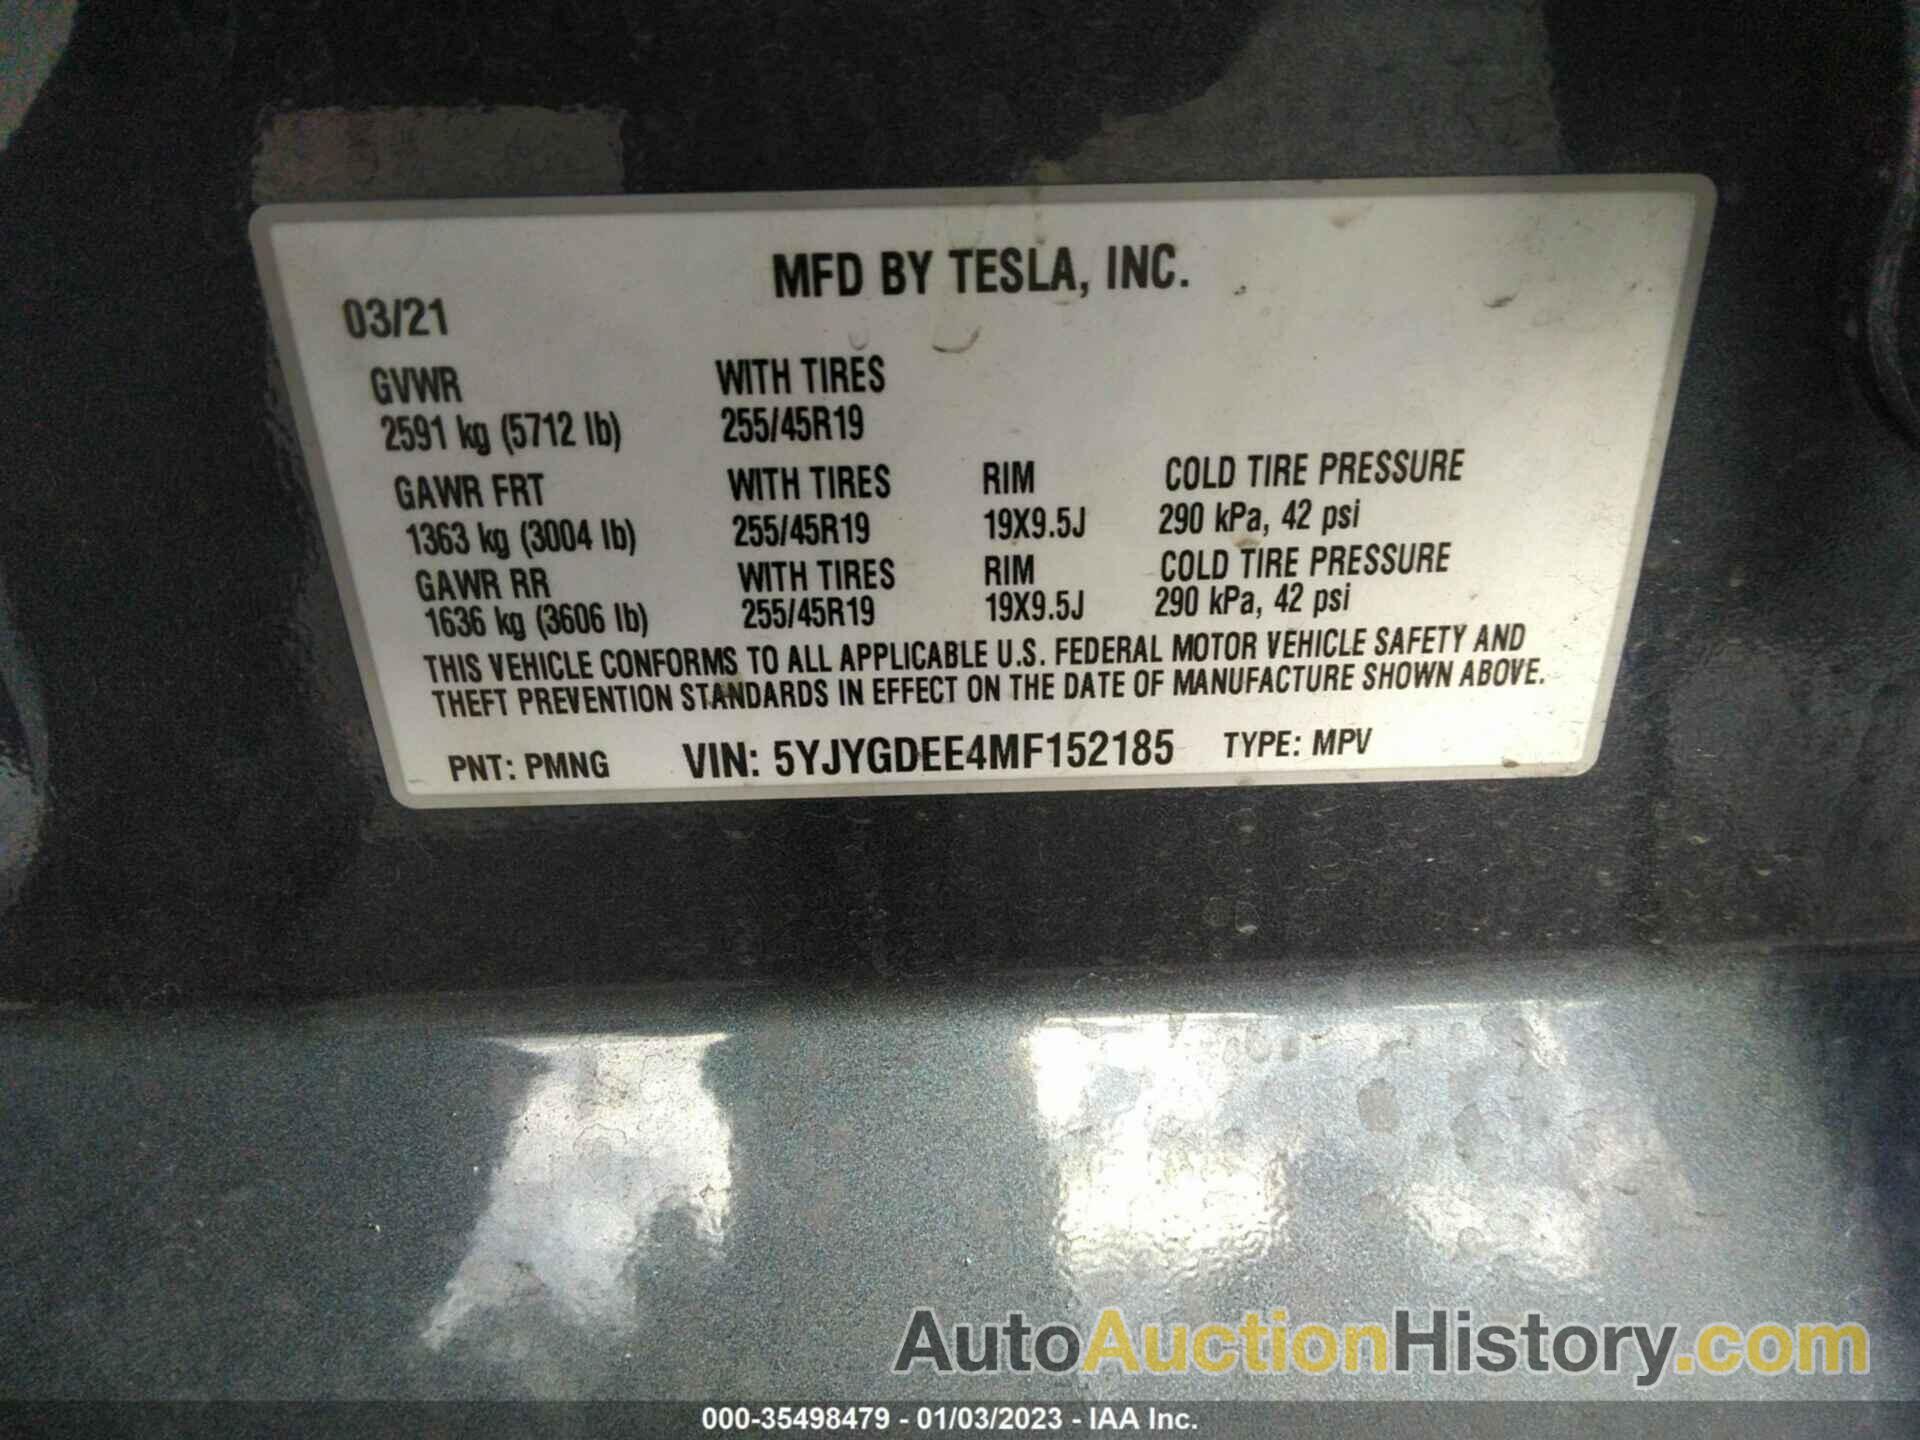 MFD BY TESLA, INC.
03/21
GVWR WITH TIRES
2591 kg (5712 lb) 255/45R19
GAWR FRT WITH TIRES RIM COLD TIRE PRESSURE
1363 kg (3004 lb) 255/45R19 19X9.5J 290 kPa, 42 psi
GAWR RR WITH TIRES RIM COLD TIRE PRESSURE
1636 kg (3606 lb) 255/45R19 19X9.5J 290 kPa, 42 psi
THIS VEHICLE CONFORMS TO ALL APPLICABLE U.S. FEDERAL MOTOR VEHICLE SAFETY AND
THEFT PREVENTION STANDARDS IN EFFECT ON THE DATE OF MANUFACTURE SHOWN ABOVE.
PNT: PMNG VIN: 5YJYGDEE4MF152185 TYPE: MPV
AutoAuctionHistory.com
000-35498479 - 01/03/2023 - IAA Inc.